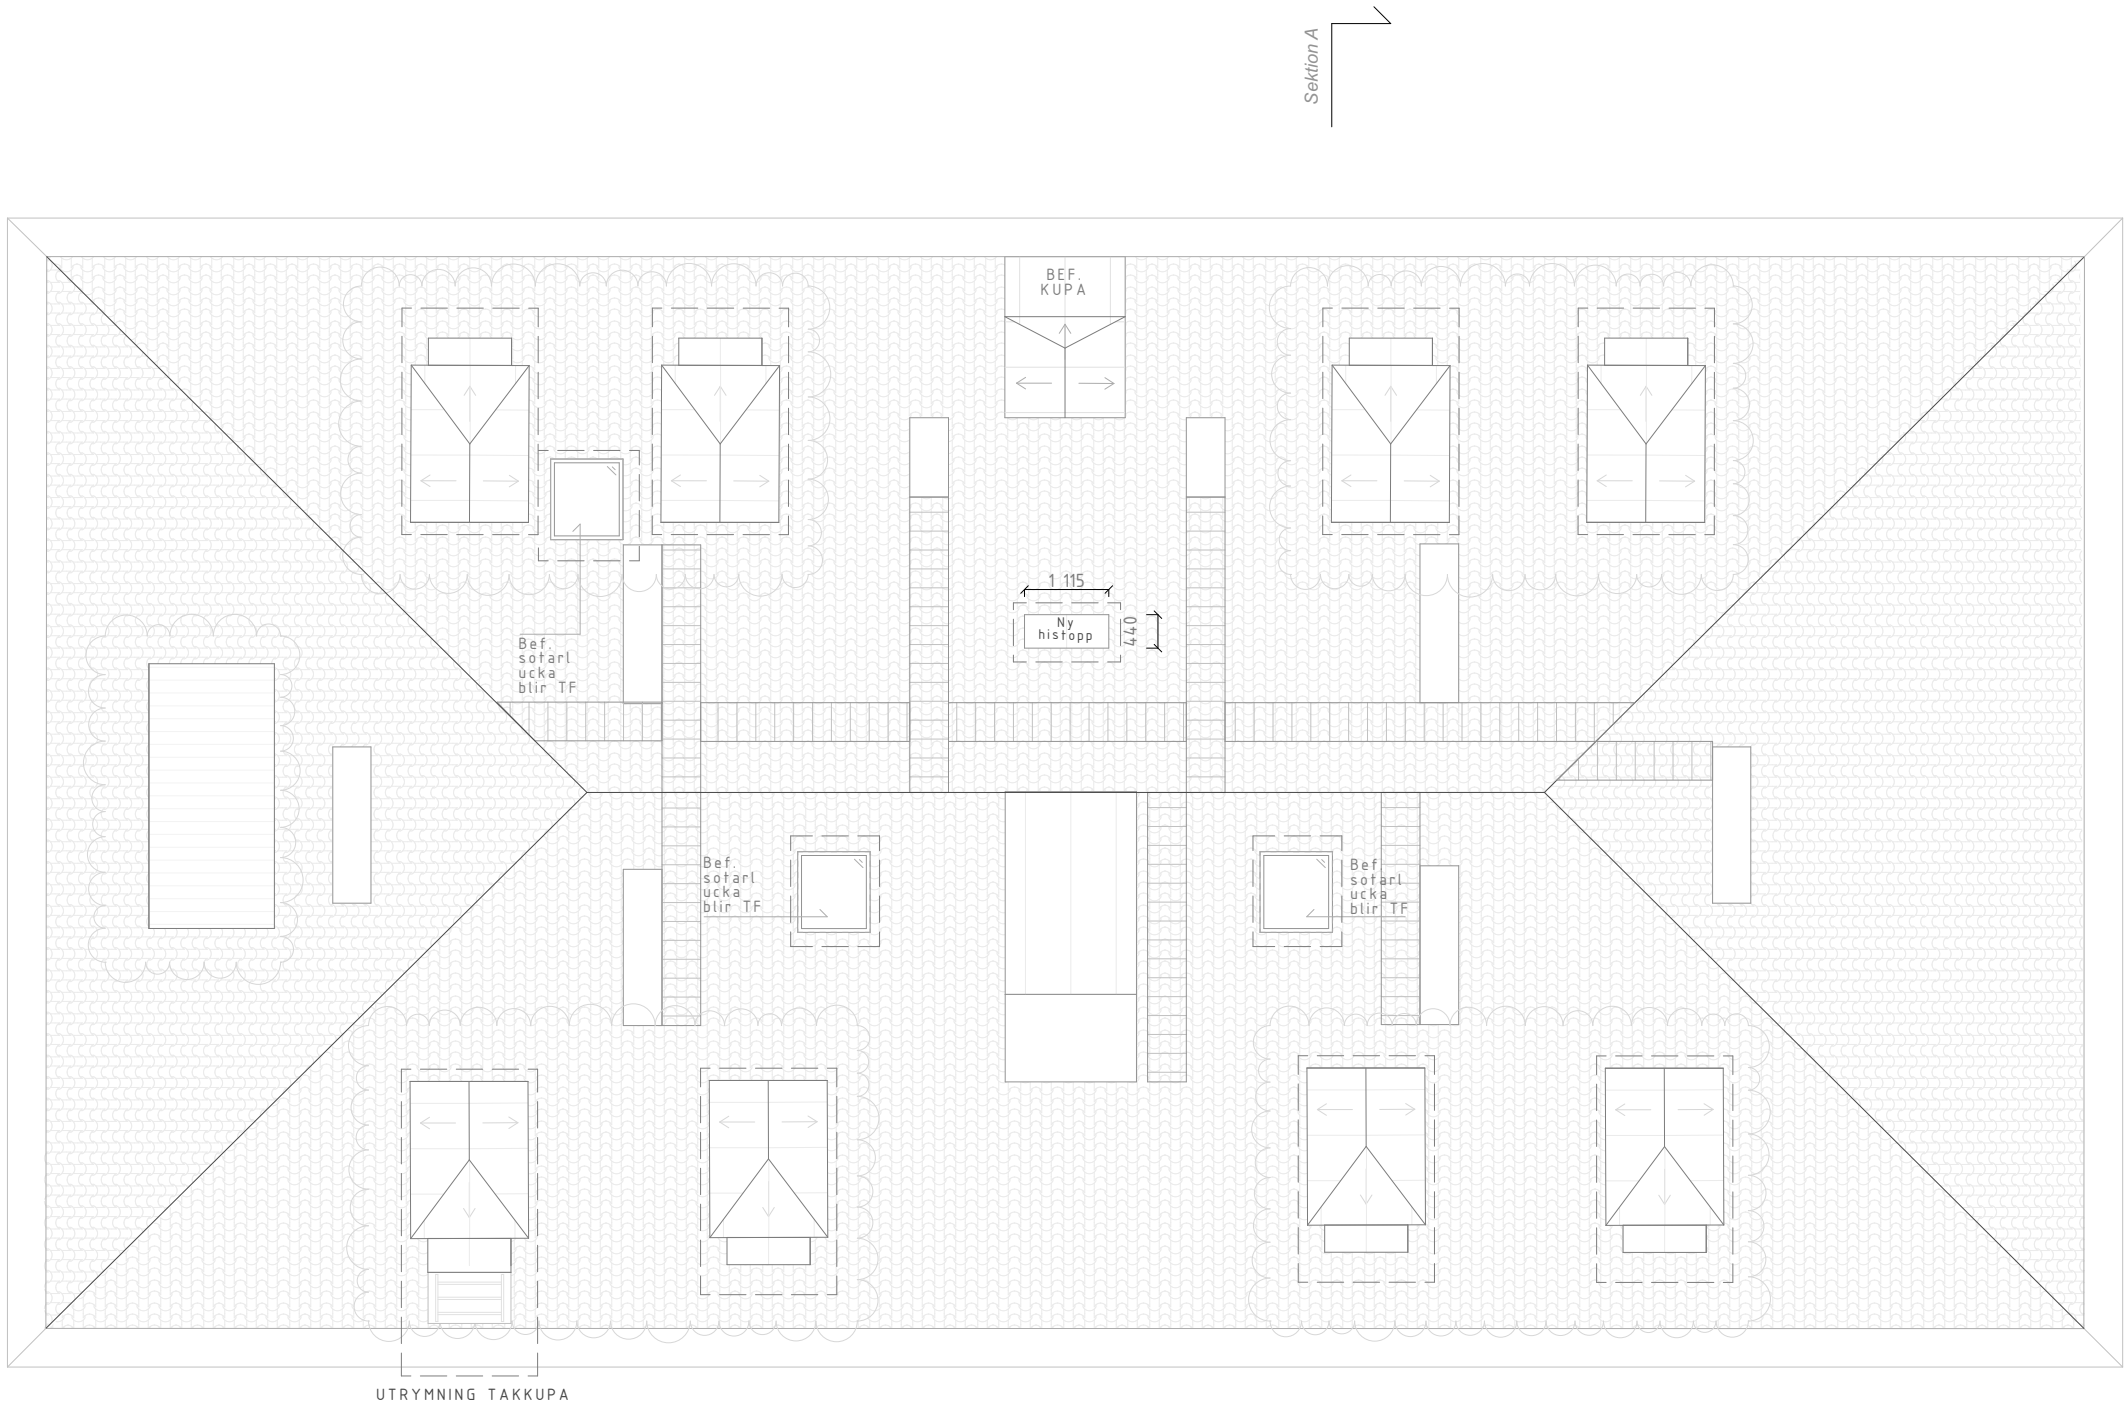 Sektion A
BEF.
KUPA
1 115
Ny
histopp
440
Bef.
sotarl
ucka
blir TF
Bef.
sotarl
ucka
blir TF
Bef
sotarl
ucka
blir TF
UTRYMNING TAKKUPA